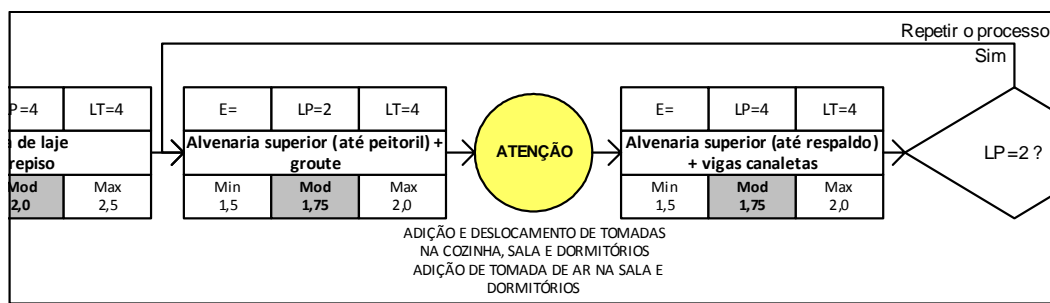 Repetir o processo
Sim
LP=4 LT=4
de laje
repiso
Mod Max
2,0 2,5
E= LP=2 LT=4
Alvenaria superior (até peitoril) +
groute
Min Mod Max
1,5 1,75 2,0
ATENÇÃO
ADIÇÃO E DESLOCAMENTO DE TOMADAS
NA COZINHA, SALA E DORMITÓRIOS
ADIÇÃO DE TOMADA DE AR NA SALA E
DORMITÓRIOS
E= LP=4 LT=4
Alvenaria superior (até respaldo)
+ vigas canaletas
Min Mod Max
1,5 1,75 2,0
LP=2 ?